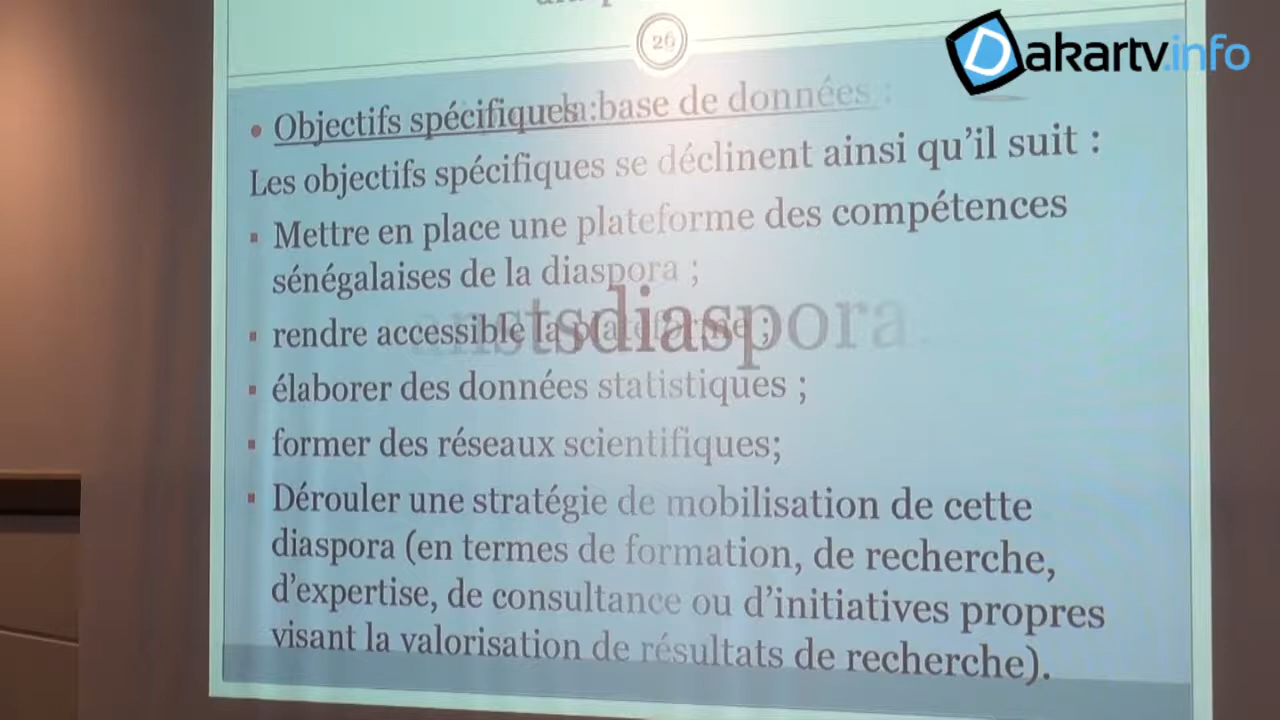 26
Dakartv.info
• Objectifs spécifiques : base de données :
Les objectifs spécifiques se déclinent ainsi qu'il suit :
▪ Mettre en place une plateforme des compétences
sénégalaises de la diaspora ;
▪ rendre accessible la plateforme ;
tsdiaspora
▪ élaborer des données statistiques ;
▪ former des réseaux scientifiques;
▪ Dérouler une stratégie de mobilisation de cette
diaspora (en termes de formation, de recherche,
d'expertise, de consultance ou d'initiatives propres
visant la valorisation de résultats de recherche).